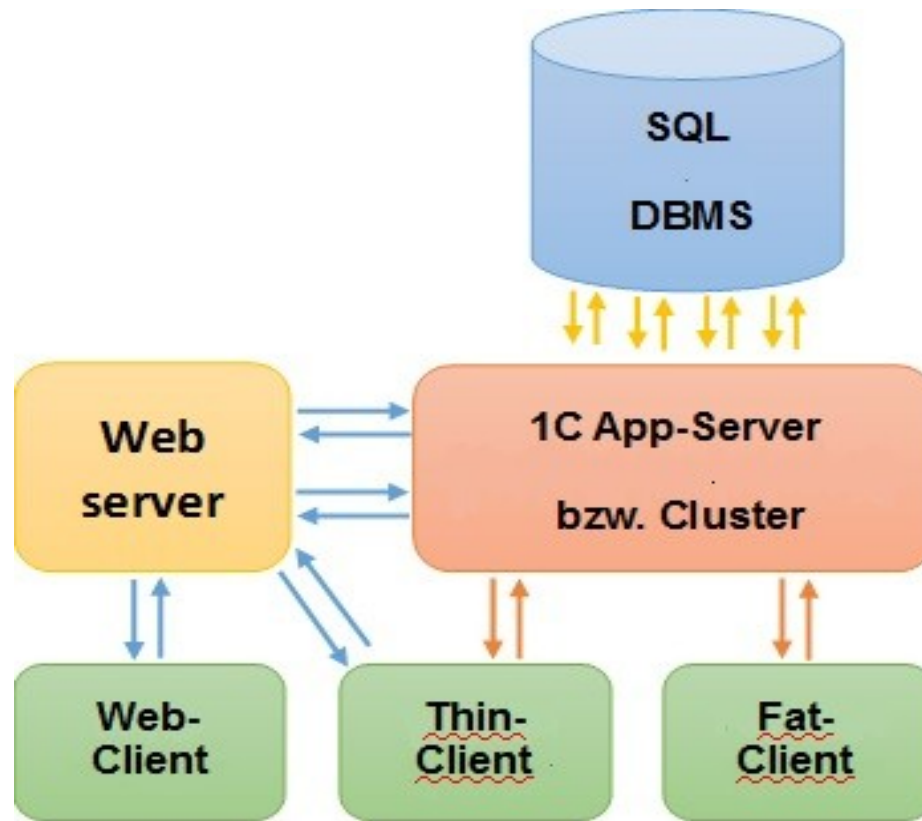 SQL
DBMS
Web
server
1C App-Server
bzw. Cluster
Web-
Client
Thin-
Client
Fat-
Client